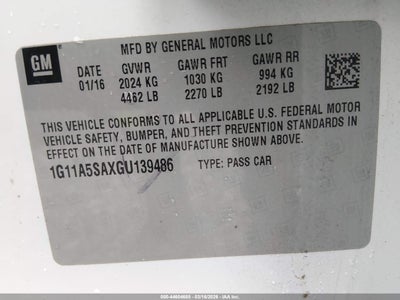 MFD BY GENERAL MOTORS LLC
GM
DATE GVWR GAWR FRT GAWR RR
01/16 2024 KG 1030 KG 994 KG
4462 LB 2270 LB 2192 LB
THIS VEHICLE CONFORMS TO ALL APPLICABLE U.S. FEDERAL MOTOR
VEHICLE SAFETY, BUMPER, AND THEFT PREVENTION STANDARDS IN
EFFECT ON THE DATE OF MANUFACTURE SHOWN ABOVE.
1G11A5SAXGU139486 TYPE: PASS CAR